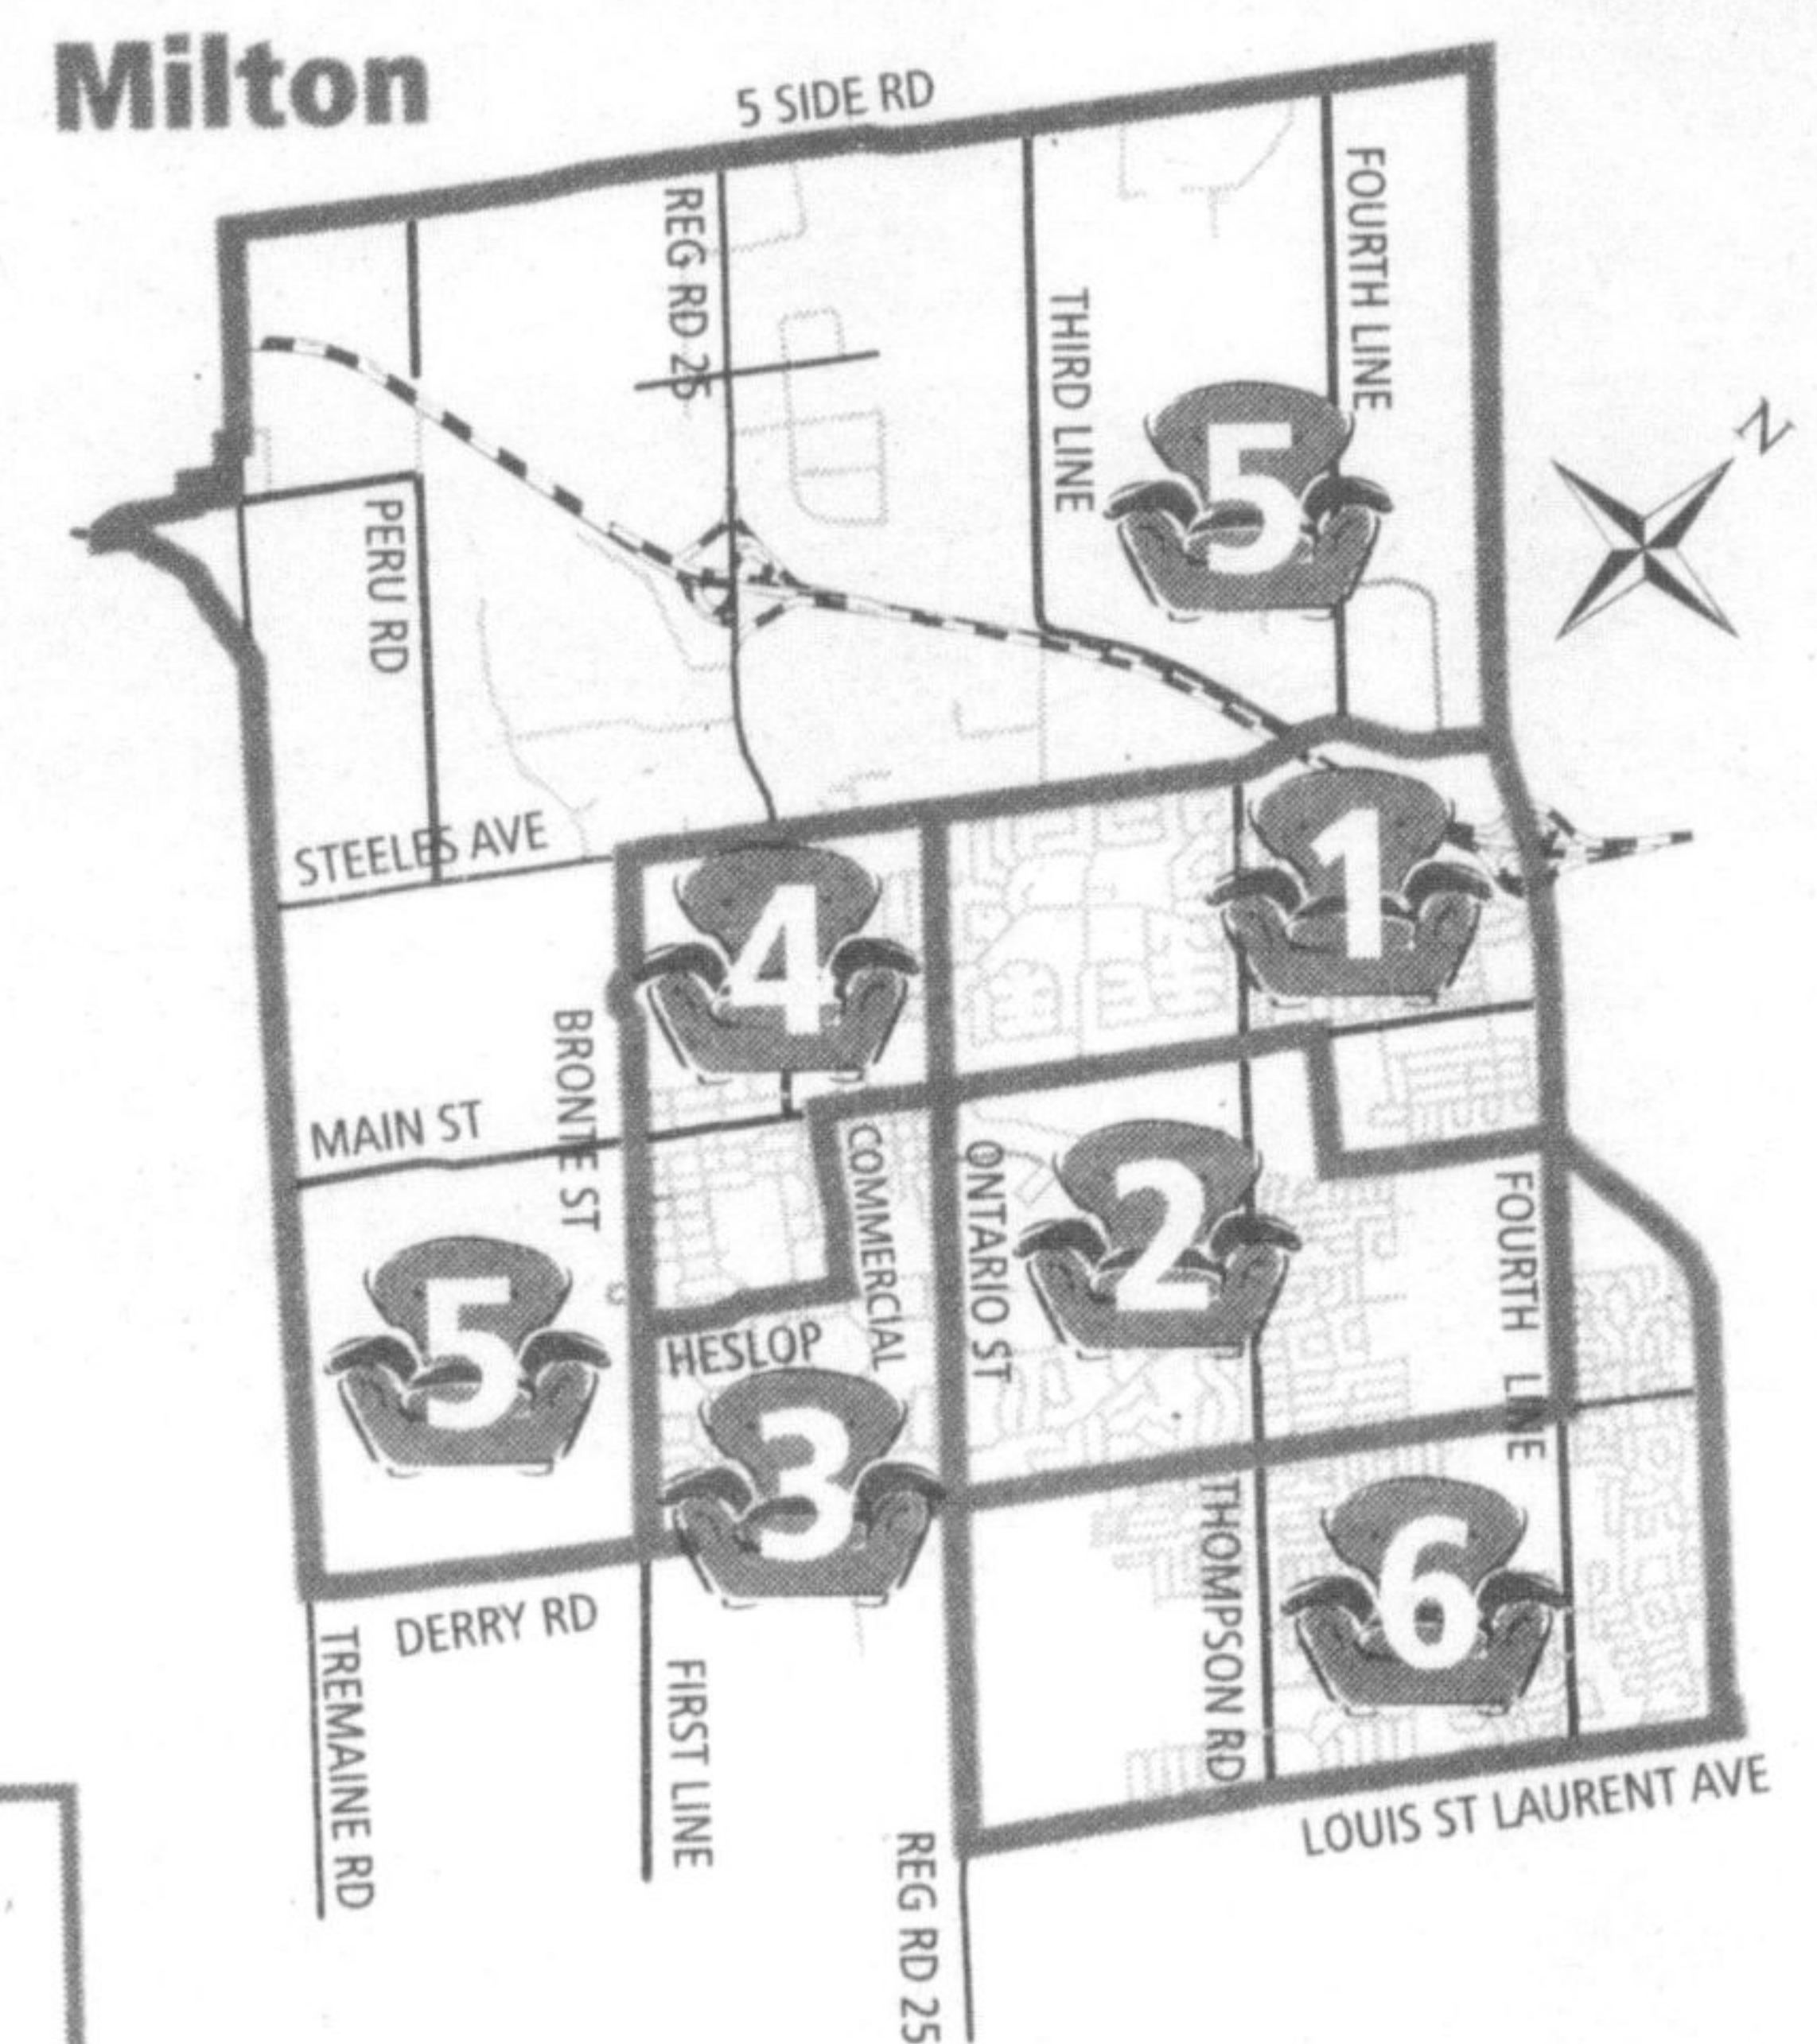 Milton
5 SIDE RD
REG RD 25
THIRD LINE
FOURTH LINE
5
N
PERU RD
STEELES AVE
1
4
BRONTE ST
MAIN ST
COMMERCIAL
ONTARIO ST
2
FOURTH LINE
5
HESLOP
3
THOMPSON RD
6
DERRY RD
TREMAINE RD
FIRST LINE
REG RD 25
LOUIS ST LAURENT AVE